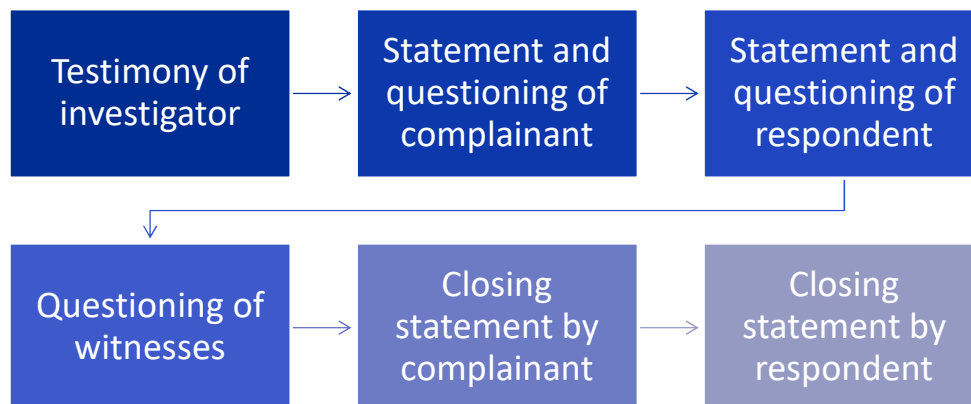 Testimony of
investigator
Statement and
questioning of
complainant
Statement and
questioning of
respondent
Questioning of
witnesses
Closing
statement by
complainant
Closing
statement by
respondent